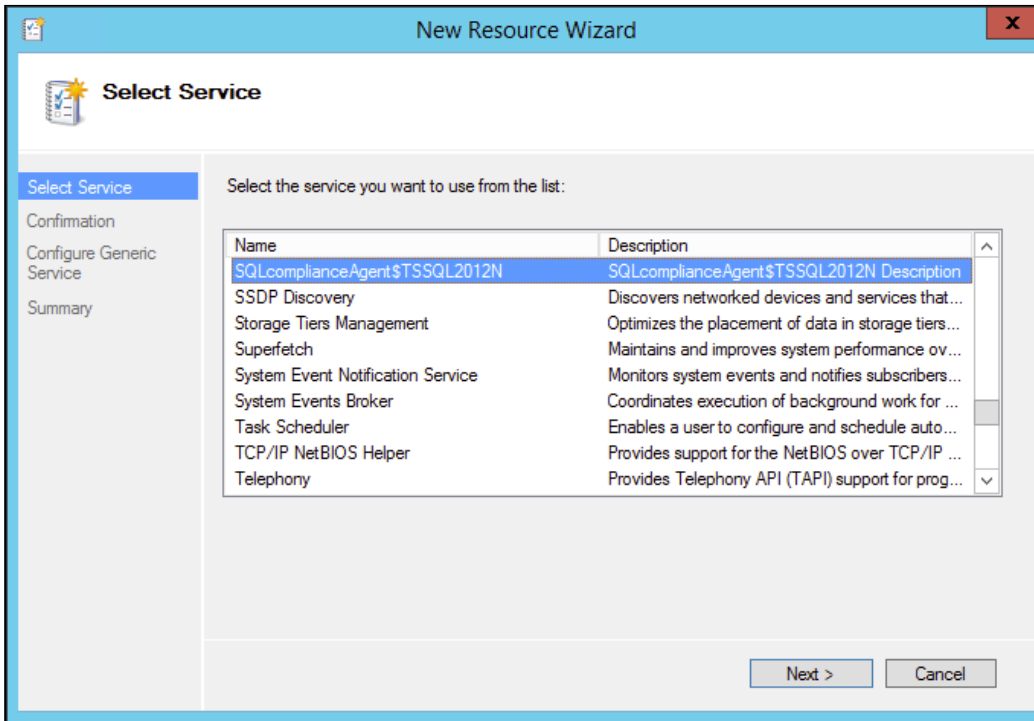 New Resource Wizard
x
Select Service
Select Service
Confirmation
Configure Generic
Service
Summary
Select the service you want to use from the list:
Name Description
SQLcomplianceAgent$TSSQL2012N SQLcomplianceAgent$TSSQL2012N Description
SSDP Discovery Discovers networked devices and services that...
Storage Tiers Management Optimizes the placement of data in storage tiers...
Superfetch Maintains and improves system performance ov...
System Event Notification Service Monitors system events and notifies subscribers...
System Events Broker Coordinates execution of background work for ...
Task Scheduler Enables a user to configure and schedule auto...
TCP/IP NetBIOS Helper Provides support for the NetBIOS over TCP/IP ...
Telephony Provides Telephony API (TAPI) support for prog...
Next > Cancel